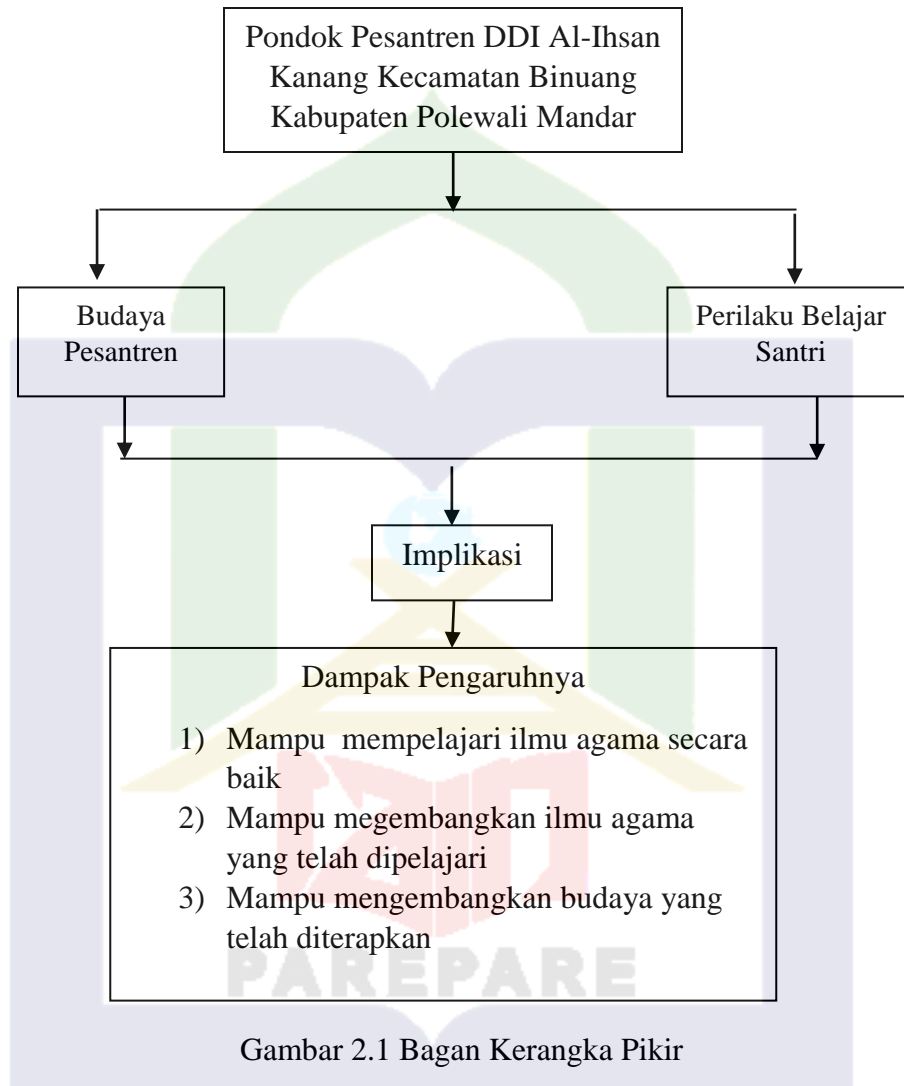 Pondok Pesantren DDI Al-Ihsan
Kanang Kecamatan Binuang
Kabupaten Polewali Mandar
Budaya
Pesantren
Perilaku Belajar
Santri
Implikasi
Dampak Pengaruhnya
1) Mampu mempelajari ilmu agama secara
baik
2) Mampu megembangkan ilmu agama
yang telah dipelajari
3) Mampu mengembangkan budaya yang
telah diterapkan
PAREPARE
Gambar 2.1 Bagan Kerangka Pikir